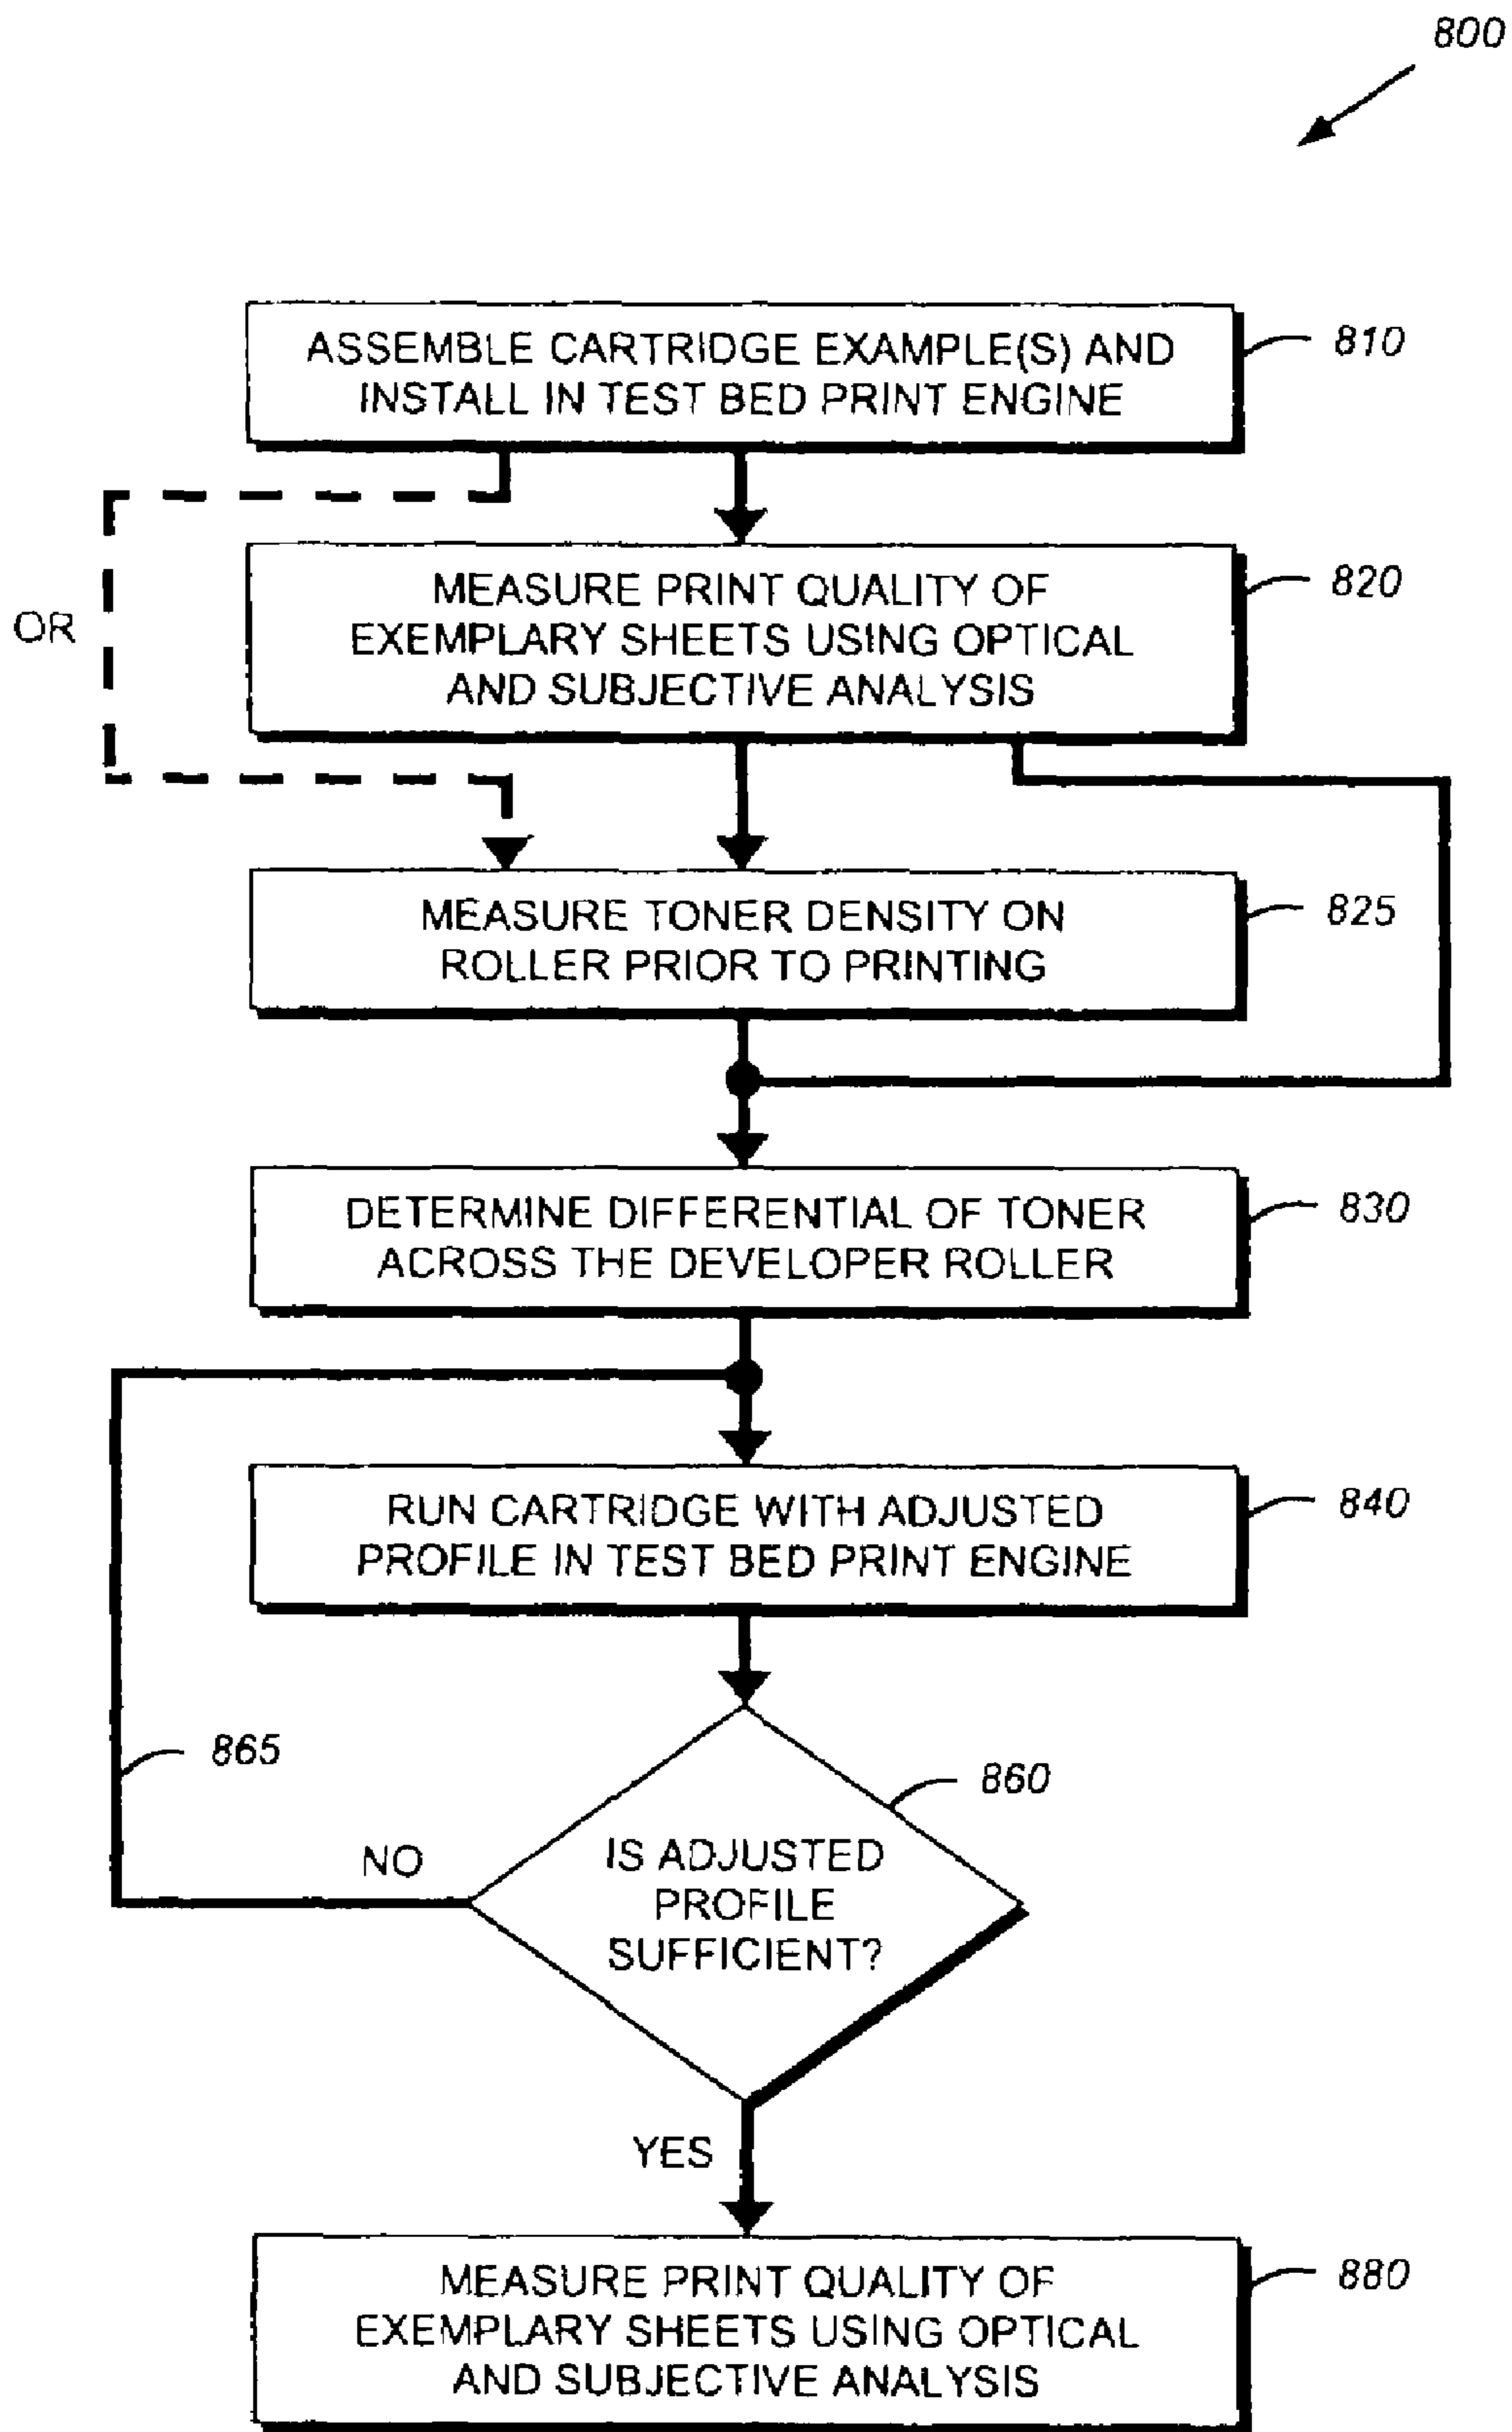 800
ASSEMBLE CARTRIDGE EXAMPLE(S) AND
INSTALL IN TEST BED PRINT ENGINE
810
MEASURE PRINT QUALITY OF
EXEMPLARY SHEETS USING OPTICAL
AND SUBJECTIVE ANALYSIS
820
OR
MEASURE TONER DENSITY ON
ROLLER PRIOR TO PRINTING
825
DETERMINE DIFFERENTIAL OF TONER
ACROSS THE DEVELOPER ROLLER
830
RUN CARTRIDGE WITH ADJUSTED
PROFILE IN TEST BED PRINT ENGINE
840
865
860
NO
IS ADJUSTED
PROFILE
SUFFICIENT?
YES
MEASURE PRINT QUALITY OF
EXEMPLARY SHEETS USING OPTICAL
AND SUBJECTIVE ANALYSIS
880